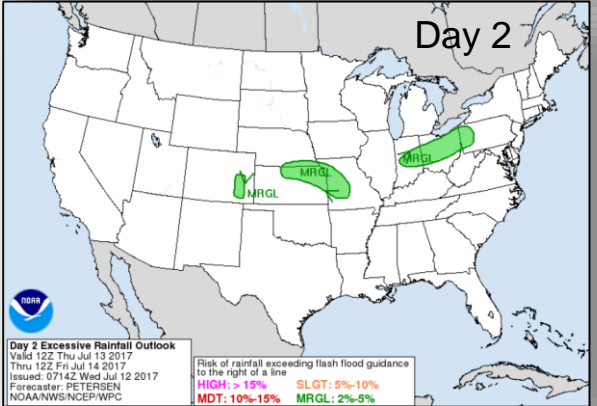 Day 2
MRGL
MRGL
MRGL
NOAA
Day 2 Excessive Rainfall Outlook
Valid 12Z Thu Jul 13 2017
Thru 12Z Fri Jul 14 2017
Issued: 0714Z Wed Jul 12 2017
Forecaster: PETERSEN
NOAA/NWS/NCEP/WPC
Risk of rainfall exceeding flash flood guidance
to the right of a line
HIGH: > 15% SLGT: 5%-10%
MDT: 10%-15% MRGL: 2%-5%